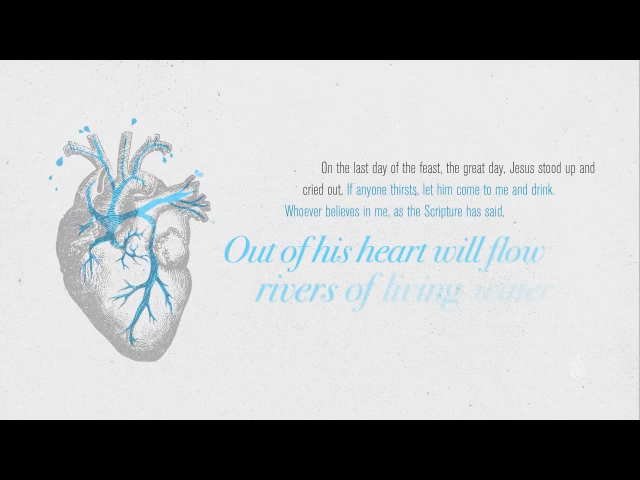 On the last day of the feast, the great day, Jesus stood up and
cried out, If anyone thirsts, let him come to me and drink.
Whoever believes in me, as the Scripture has said,
Out of his heart will flow
rivers of living water